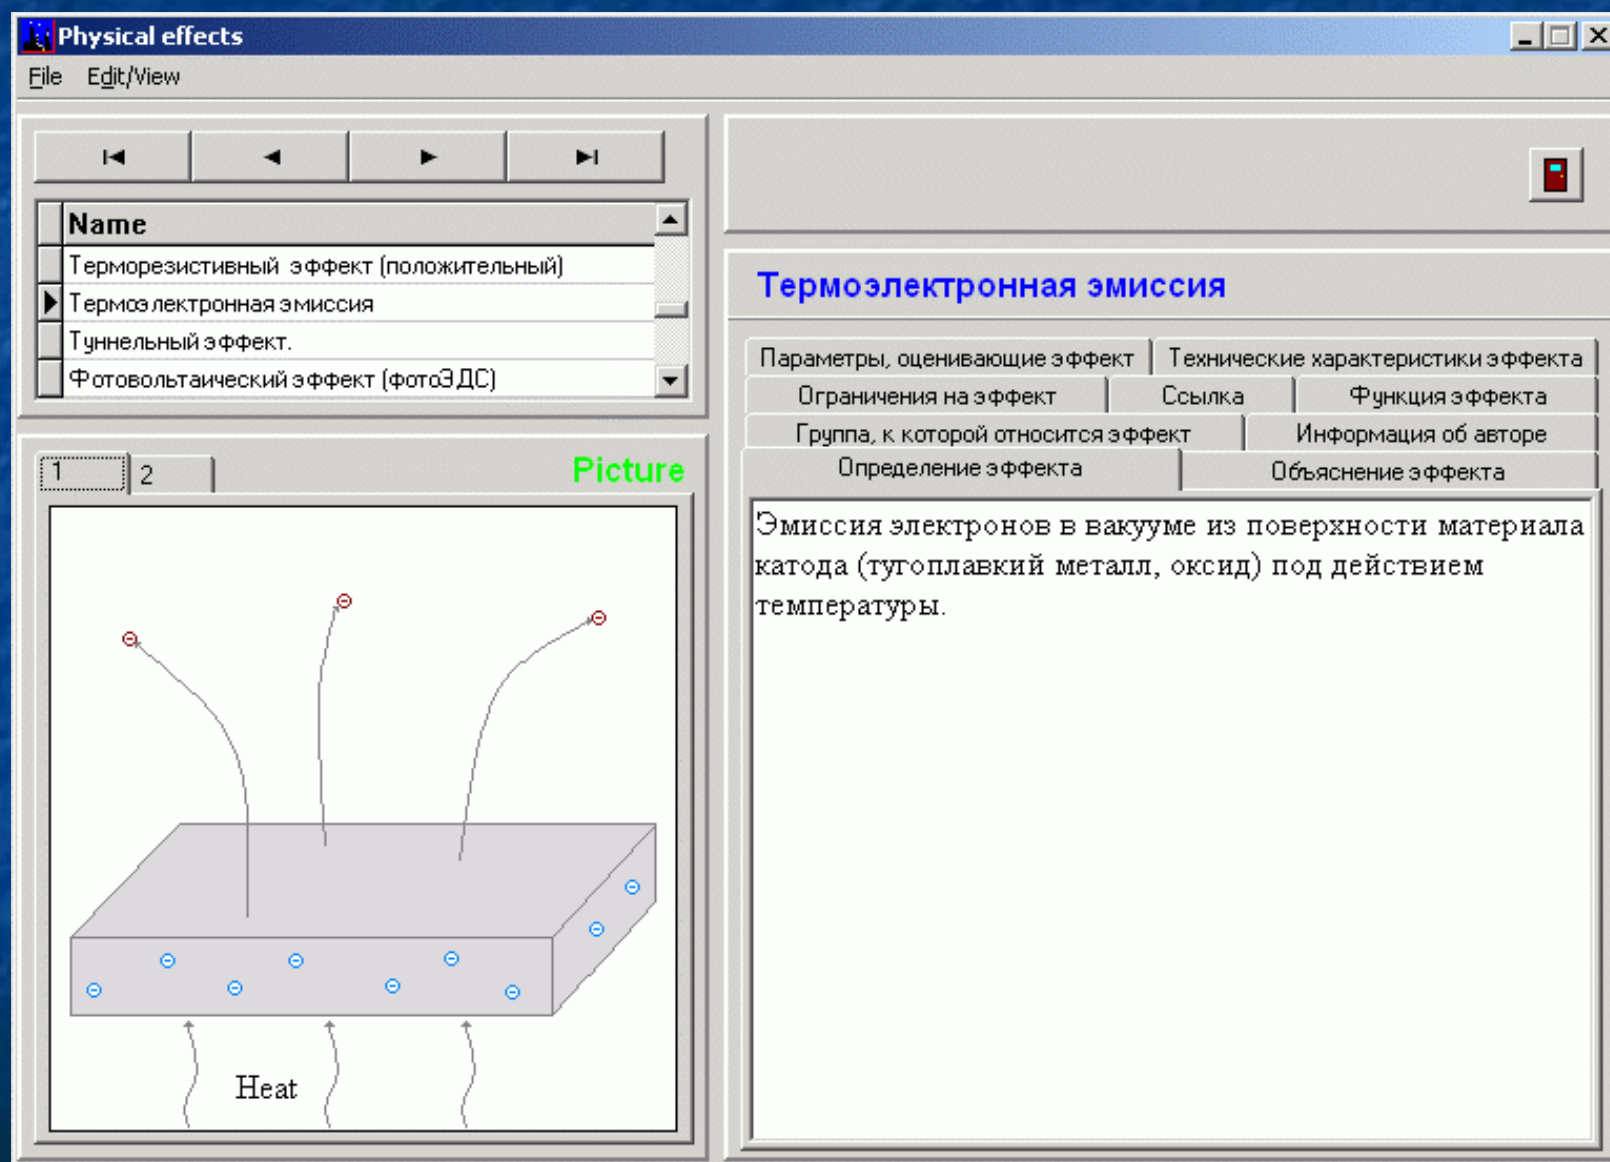 Physical effects
File Edit/View
Name
Терморезистивный эффект (положительный)
Термоэлектронная эмиссия
Туннельный эффект.
Фотовольтаический эффект (фотоЭДС)
1 2 Picture
Heat
Термоэлектронная эмиссия
Параметры, оценивающие эффект Технические характеристики эффекта
Ограничения на эффект Ссылка Функция эффекта
Группа, к которой относится эффект Информация об авторе
Определение эффекта Объяснение эффекта
Эмиссия электронов в вакууме из поверхности материала
катода (тугоплавкий металл, оксид) под действием
температуры.